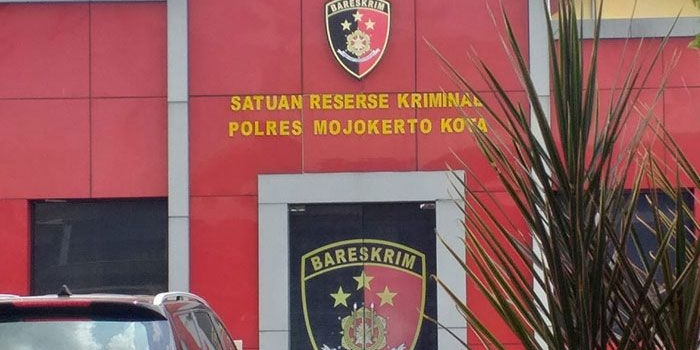 BARESKRIM
SATUAN RESERSE KRIMINAL
POLRES MOJOKERTO KOTA
BARESKRIM